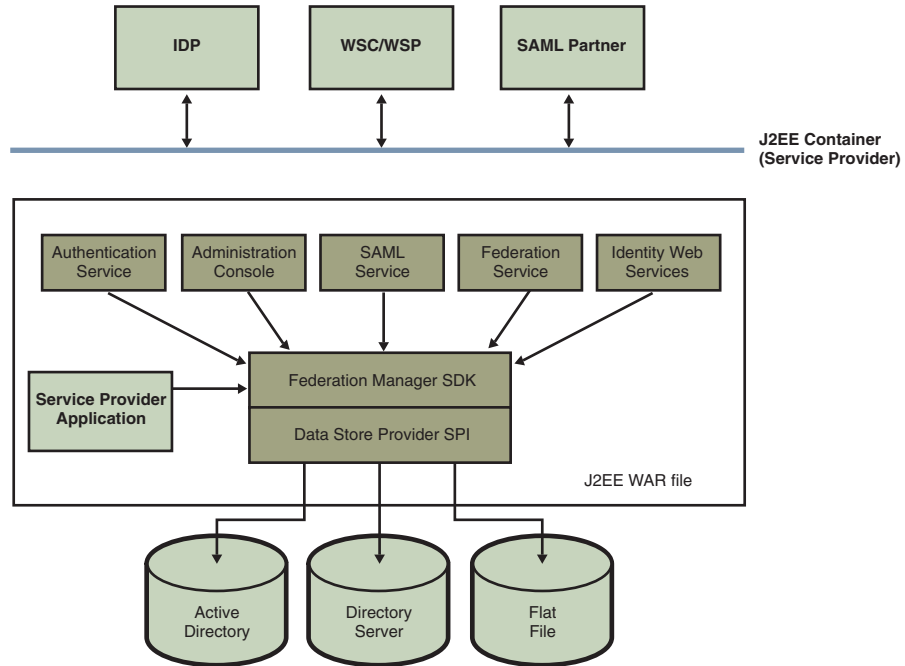 IDP
WSC/WSP
SAML Partner
J2EE Container
(Service Provider)
Authentication
Service
Administration
Console
SAML
Service
Federation
Service
Identity Web
Services
Federation Manager SDK
Service Provider
Application
Data Store Provider SPI
J2EE WAR file
Active
Directory
Directory
Server
Flat
File